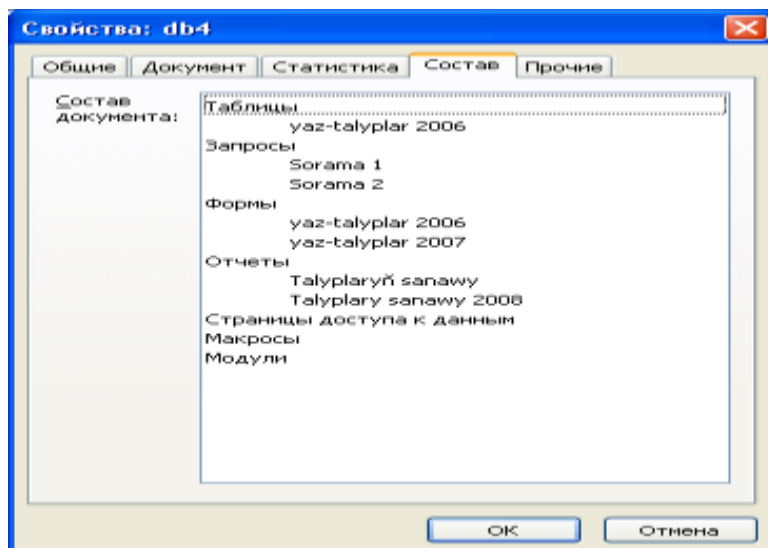 Свойства: db4
Общие Документ Статистика Состав Прочие
Состав
документа:
Таблицы
yaz-talyplar 2006
Запросы
Sorama 1
Sorama 2
Формы
yaz-talyplar 2006
yaz-talyplar 2007
Отчеты
Talyplaryň sanawy
Talyplary sanawy 2008
Страницы доступа к данным
Макросы
Модули
ОК Отмена